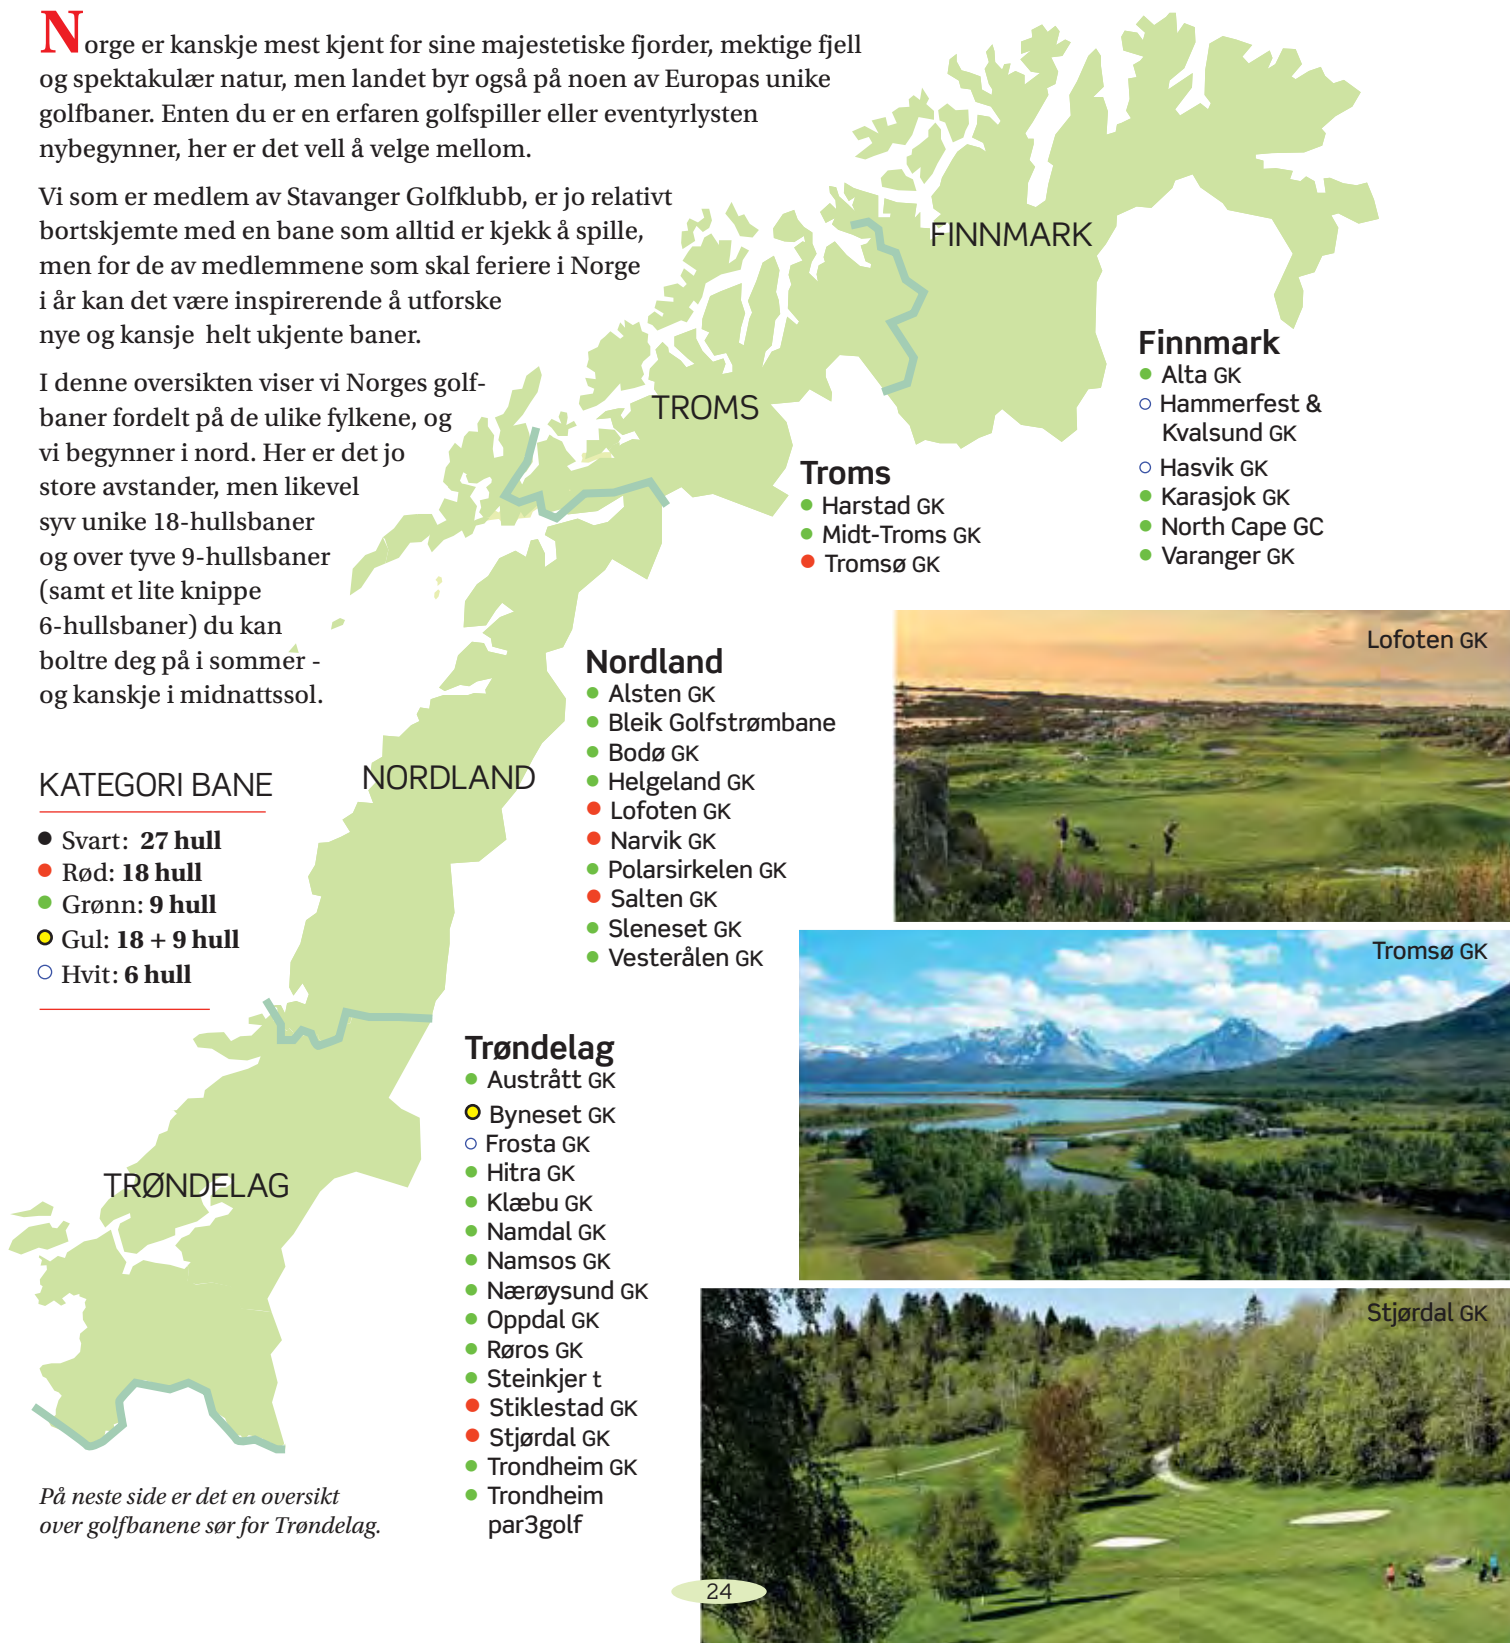 Norge er kanskje mest kjent for sine majestetiske fjorder, mektige fjell
og spektakulær natur, men landet byr også på noen av Europas unike
golfbaner. Enten du er en erfaren golfspiller eller eventyrlysten
nybegynner, her er det vell å velge mellom.
Vi som er medlem av Stavanger Golfklubb, er jo relativt
bortskjemte med en bane som alltid er kjekk å spille,
men for de av medlemmene som skal feriere i Norge
i år kan det være inspirerende å utforske
nye og kansje helt ukjente baner.
I denne oversikten viser vi Norges golf-
baner fordelt på de ulike fylkene, og
vi begynner i nord. Her er det jo
store avstander, men likevel
syv unike 18-hullsbaner
og over tyve 9-hullsbaner
(samt et lite knippe
6-hullsbaner) du kan
boltre deg på i sommer -
og kanskje i midnattssol.
KATEGORI BANE
Svart: 27 hull
Rød: 18 hull
Grønn: 9 hull
Gul: 18 + 9 hull
Hvit: 6 hull
FINNMARK
TROMS
NORDLAND
TRØNDELAG
Finnmark
Alta GK
Hammerfest &
Kvalsund GK
Hasvik GK
Karasjok GK
North Cape GC
Varanger GK
Troms
Harstad GK
Midt-Troms GK
Tromsø GK
Nordland
Alsten GK
Bleik Golfstrømbane
Bodø GK
Helgeland GK
Lofoten GK
Narvik GK
Polarsirkelen GK
Salten GK
Sleneset GK
Vesterålen GK
Trøndelag
Austrått GK
Byneset GK
Frosta GK
Hitra GK
Klæbu GK
Namdal GK
Namsos GK
Nærøysund GK
Oppdal GK
Røros GK
Steinkjer t
Stiklestad GK
Stjørdal GK
Trondheim GK
Trondheim
par3golf
Lofoten GK
Tromsø GK
Stjørdal GK
På neste side er det en oversikt
over golfbanene sør for Trøndelag.
24